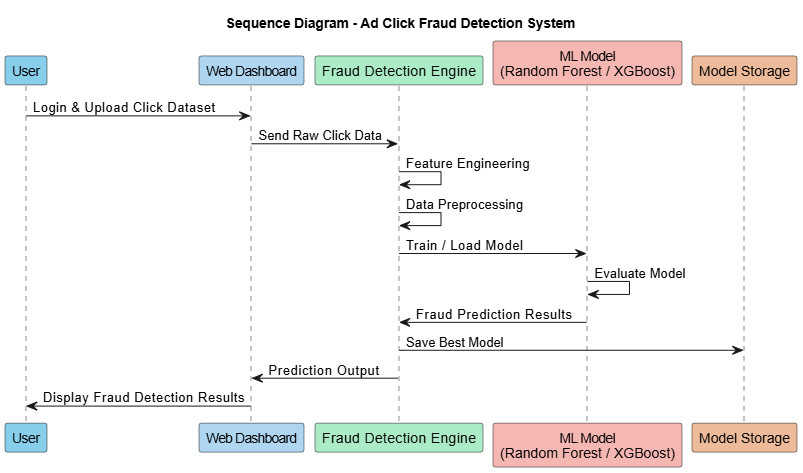 Sequence Diagram - Ad Click Fraud Detection System
User
Web Dashboard
Fraud Detection Engine
ML Model
(Random Forest / XGBoost)
Model Storage
Login & Upload Click Dataset
Send Raw Click Data
Feature Engineering
Data Preprocessing
Train / Load Model
Evaluate Model
Fraud Prediction Results
Save Best Model
Prediction Output
Display Fraud Detection Results
User
Web Dashboard
Fraud Detection Engine
ML Model
(Random Forest / XGBoost)
Model Storage